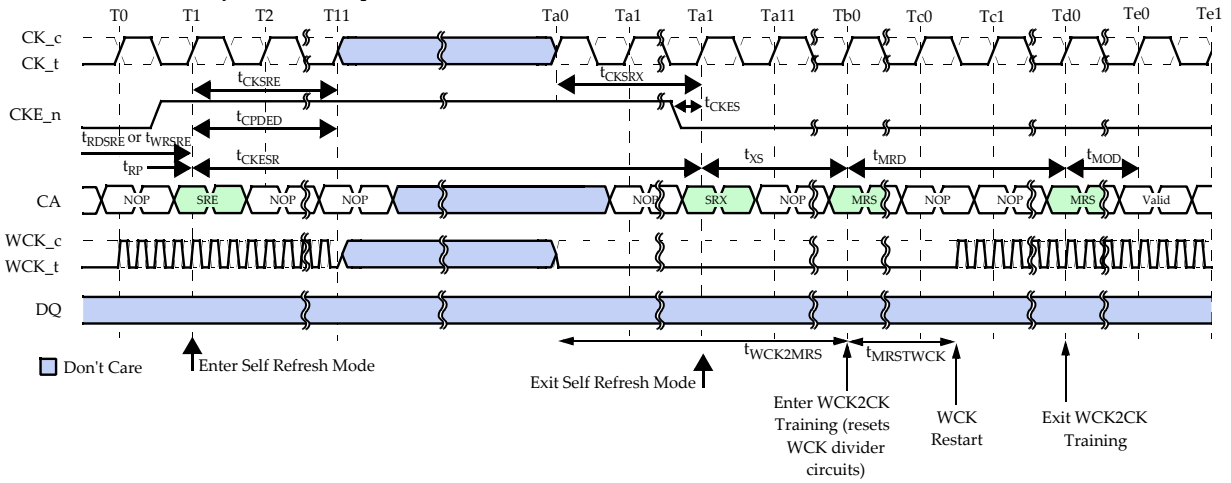 T0 T1 T2 T11 Ta0 Ta1 Ta1 Ta11 Tb0 Tc0 Tc1 Td0 Te0 Te1
CK_c
CK_t
tCKSRE tCKSRX
CKE_n
tCPDED tCKES
tRDSRE or tWRSRE
tRP tCKESR tXS tMRD tMOD
CA NOP SRE NOP NOP NOP SRX NOP MRS NOP NOP MRS Valid
WCK_c
WCK_t
DQ
tWCK2MRS tMRSTWCK
Don't Care
Enter Self Refresh Mode
Exit Self Refresh Mode
Enter WCK2CK
Training (resets
WCK divider
circuits)
WCK
Restart
Exit WCK2CK
Training